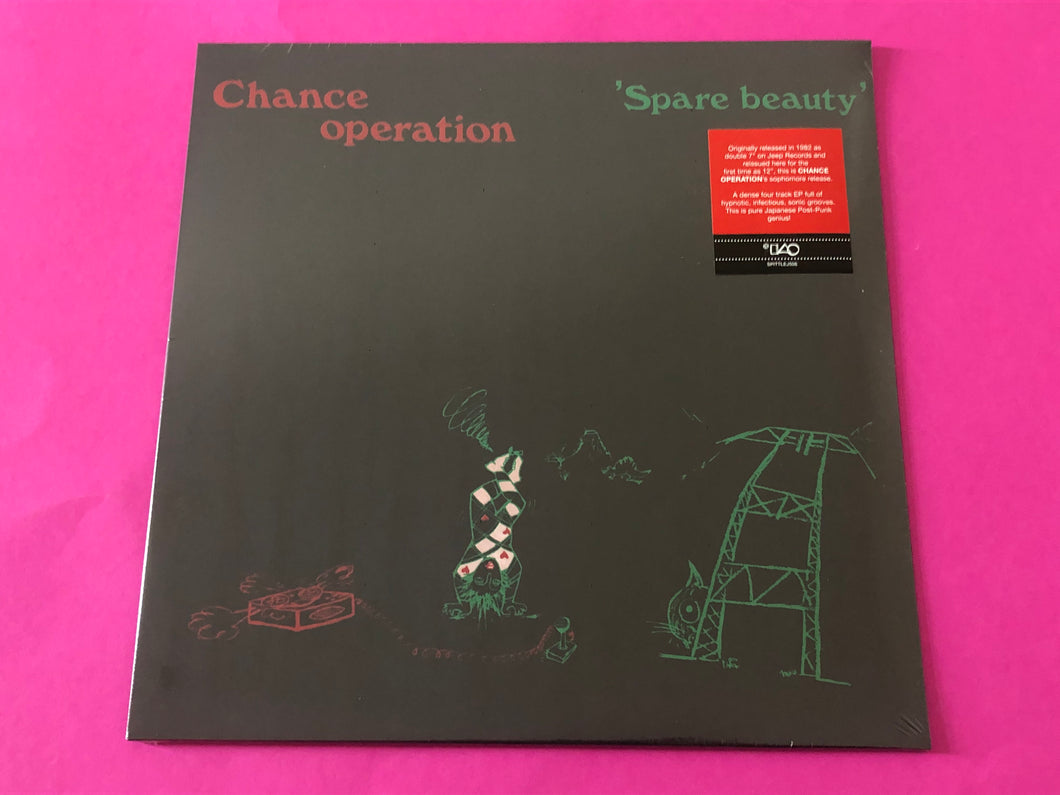 Chance
operation
'Spare beauty'
Originally released in 1982 as
double 7" on Jeep Records and
reissued here for the
first time as 12", this is CHANCE
OPERATION's sophomore release.
A dense four track EP full of
hypnotic, infectious, sonic grooves.
This is pure Japanese Post-Punk
genius!